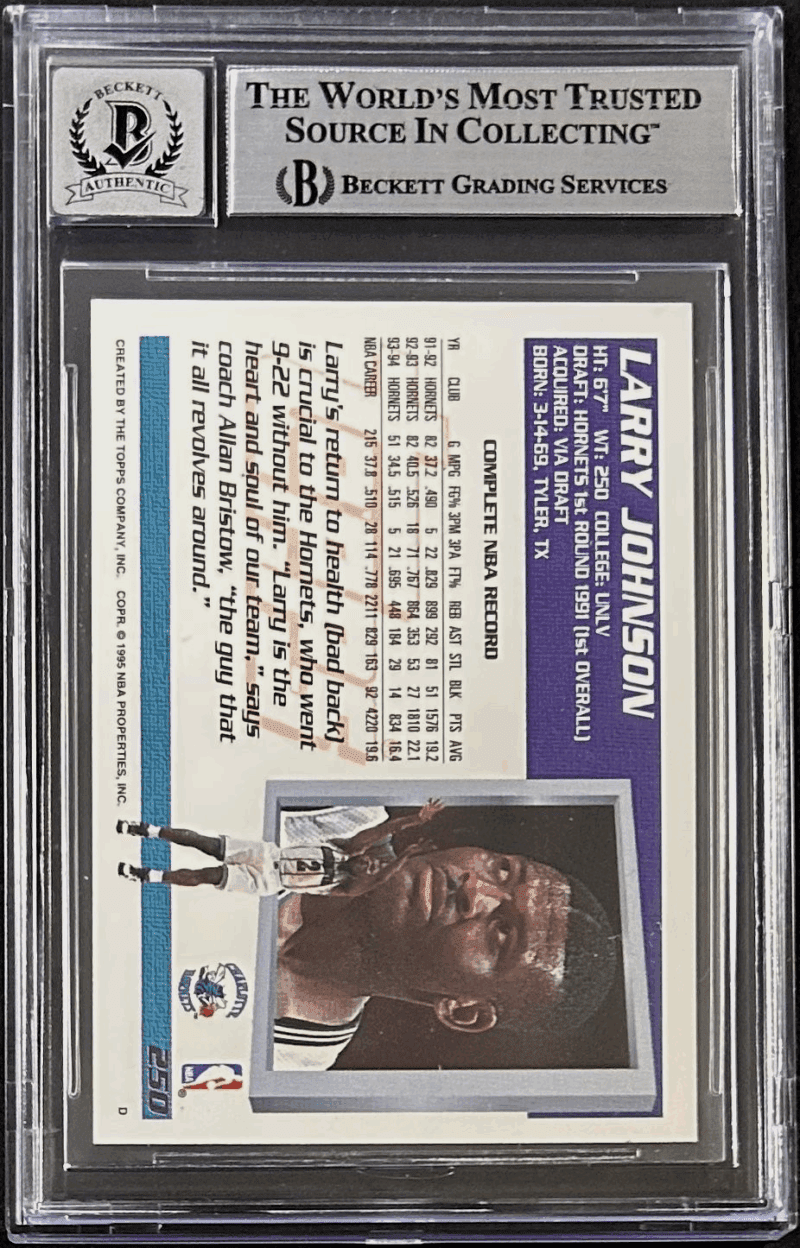 BECKETT
B
AUTHENTIC
THE WORLD'S MOST TRUSTED
SOURCE IN COLLECTING™
B BECKETT GRADING SERVICES
LARRY JOHNSON
HT: 6'7" WT: 250 COLLEGE: UNLV
DRAFT: HORNETS 1st ROUND 1991 (1st OVERALL)
ACQUIRED: VIA DRAFT
BORN: 3-14-69, TYLER, TX
COMPLETE NBA RECORD
YR CLUB G MPG FG% 3PM 3PA FT% REB AST STL BLK PTS AVG
91-92 HORNETS 82 37.2 .490 5 22 .829 899 292 81 51 1576 19.2
92-93 HORNETS 82 40.5 .526 18 71 .767 864 353 53 27 1810 22.1
93-94 HORNETS 51 34.5 .515 5 21 .695 448 184 29 14 834 16.4
NBA CAREER 215 37.8 .510 28 114 .778 2211 829 163 92 4220 19.6
Larry's return to health (bad back)
is crucial to the Hornets, who went
9-22 without him. "Larry is the
heart and soul of our team," says
coach Allan Bristow, "the guy that
it all revolves around."
2
CHARLOTTE
HORNETS™
NBA
®
250
CREATED BY THE TOPPS COMPANY, INC. COPR. © 1995 NBA PROPERTIES, INC. D